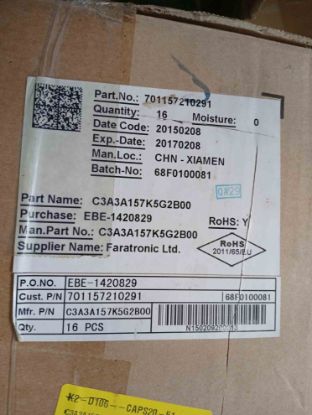 Part.No.: 701157210291
Quantity: 16 Moisture: 0
Date Code: 20150208
Exp.-Date: 20170208
Man.Loc.: CHN - XIAMEN
Batch-No: 68F0100081
Part Name: C3A3A157K5G2B00
Purchase: EBE-1420829
Man.Part No.: C3A3A157K5G2B00
Supplier Name: Faratronic Ltd.
RoHS: Y
RoHS
2011/65/EU
P.O.NO. EBE-1420829
Cust. P/N 701157210291 68F0100081
Mfr. P/N C3A3A157K5G2B00
Qty. 16 PCS